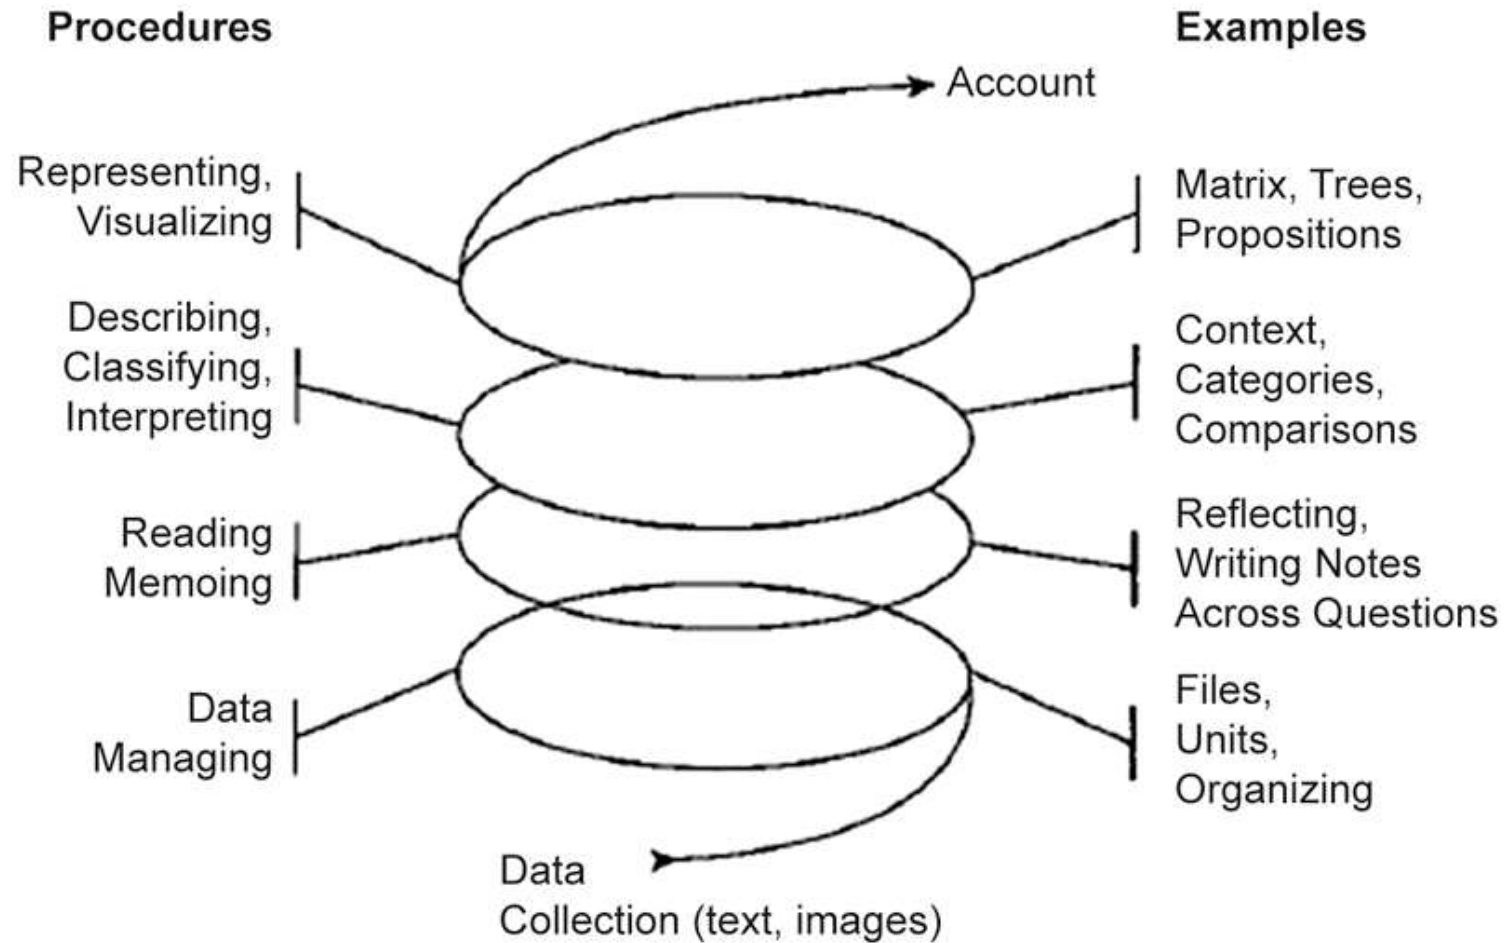 Procedures
Examples
Account
Representing,
Visualizing
Matrix, Trees,
Propositions
Describing,
Classifying,
Interpreting
Context,
Categories,
Comparisons
Reading
Memoing
Reflecting,
Writing Notes
Across Questions
Data
Managing
Files,
Units,
Organizing
Data
Collection (text, images)